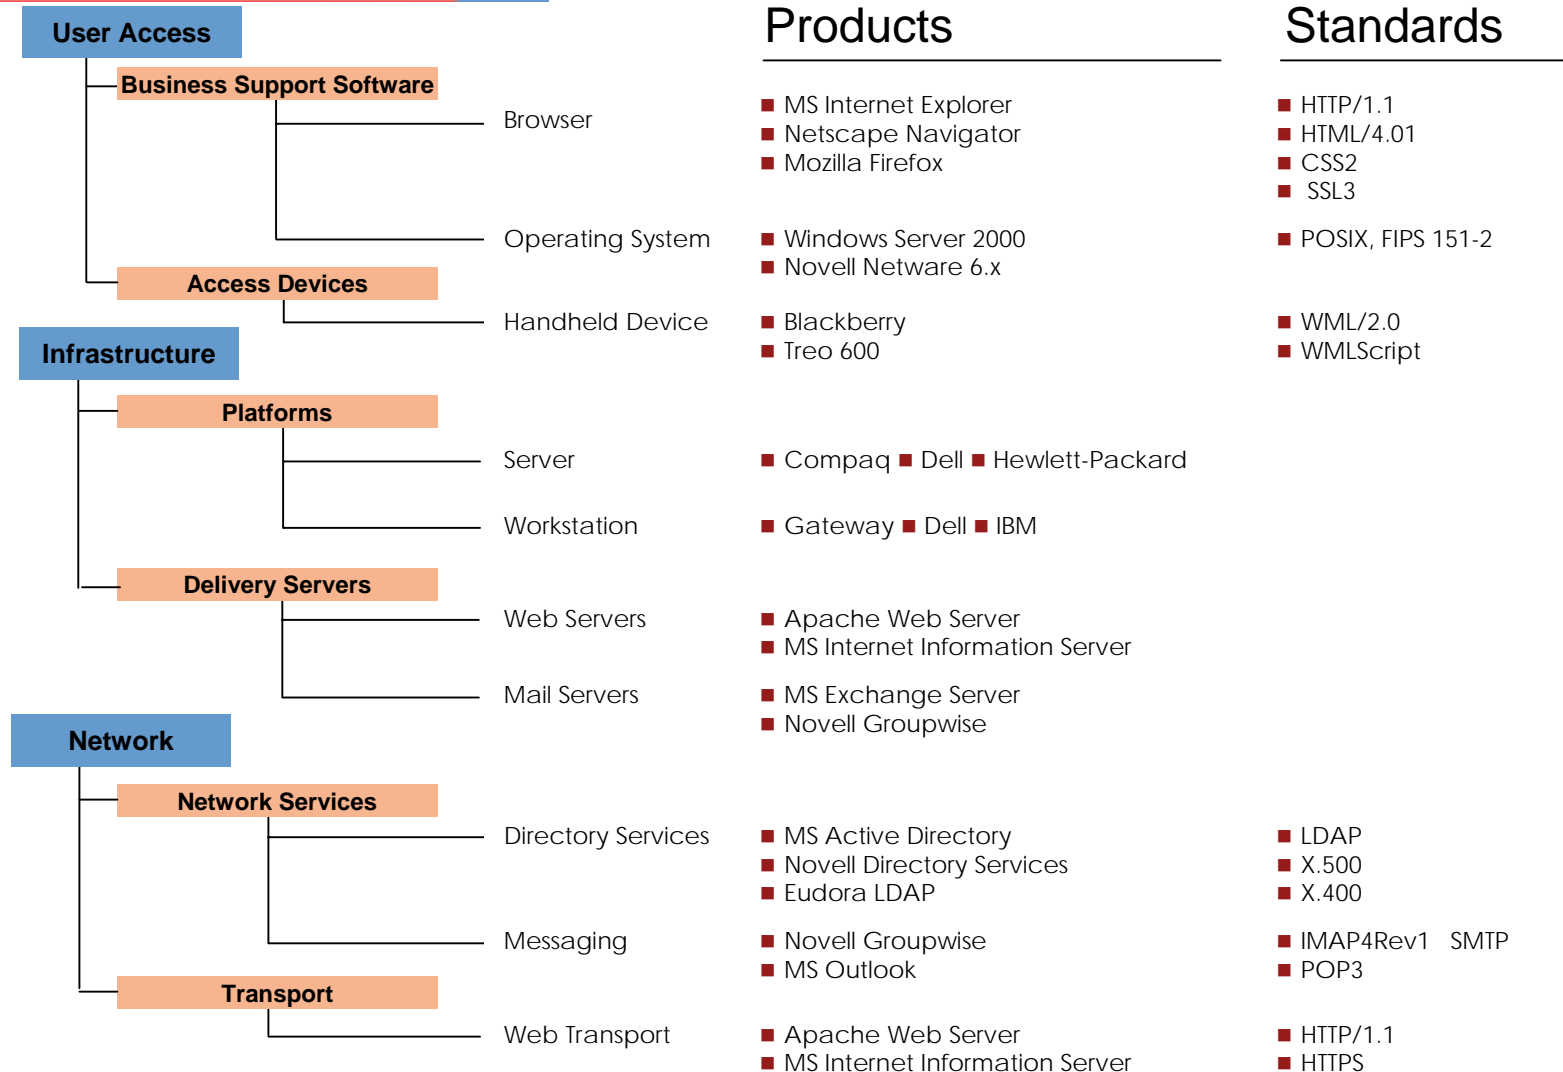 User Access Products Standards
Business Support Software
Browser ■ MS Internet Explorer ■ HTTP/1.1
■ Netscape Navigator ■ HTML/4.01
■ Mozilla Firefox ■ CSS2
■ SSL3
Operating System ■ Windows Server 2000 ■ POSIX, FIPS 151-2
■ Novell Netware 6.x
Access Devices
Handheld Device ■ Blackberry ■ WML/2.0
■ Treo 600 ■ WMLScript
Infrastructure
Platforms
Server ■ Compaq ■ Dell ■ Hewlett-Packard
Workstation ■ Gateway ■ Dell ■ IBM
Delivery Servers
Web Servers ■ Apache Web Server
■ MS Internet Information Server
Mail Servers ■ MS Exchange Server
■ Novell Groupwise
Network
Network Services
Directory Services ■ MS Active Directory ■ LDAP
■ Novell Directory Services ■ X.500
■ Eudora LDAP ■ X.400
Messaging ■ Novell Groupwise ■ IMAP4Rev1 SMTP
■ MS Outlook ■ POP3
Transport
Web Transport ■ Apache Web Server ■ HTTP/1.1
■ MS Internet Information Server ■ HTTPS